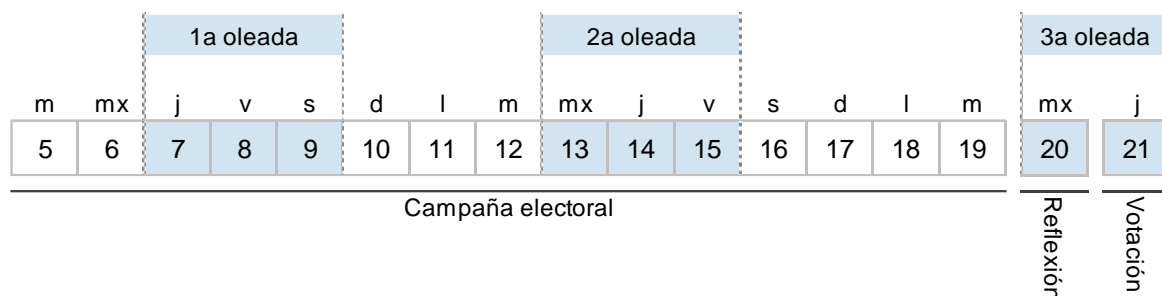 1a oleada 2a oleada 3a oleada
m mx j v s d l m mx j v s d l m mx j
5 6 7 8 9 10 11 12 13 14 15 16 17 18 19 20 21
Campaña electoral
Reflexión
Votación